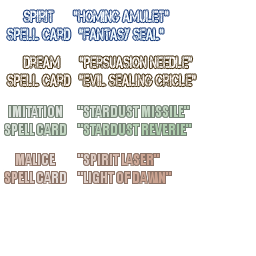 SPIRIT "HOMING AMULET"
SPELL CARD "FANTASY SEAL"
DREAM "PERSUASION NEEDLE"
SPELL CARD "EVIL SEALING CIRCLE"
IMITATION "STARDUST MISSILE"
SPELL CARD "STARDUST REVERIE"
MALICE "SPIRIT LASER"
SPELL CARD "LIGHT OF DAWN"